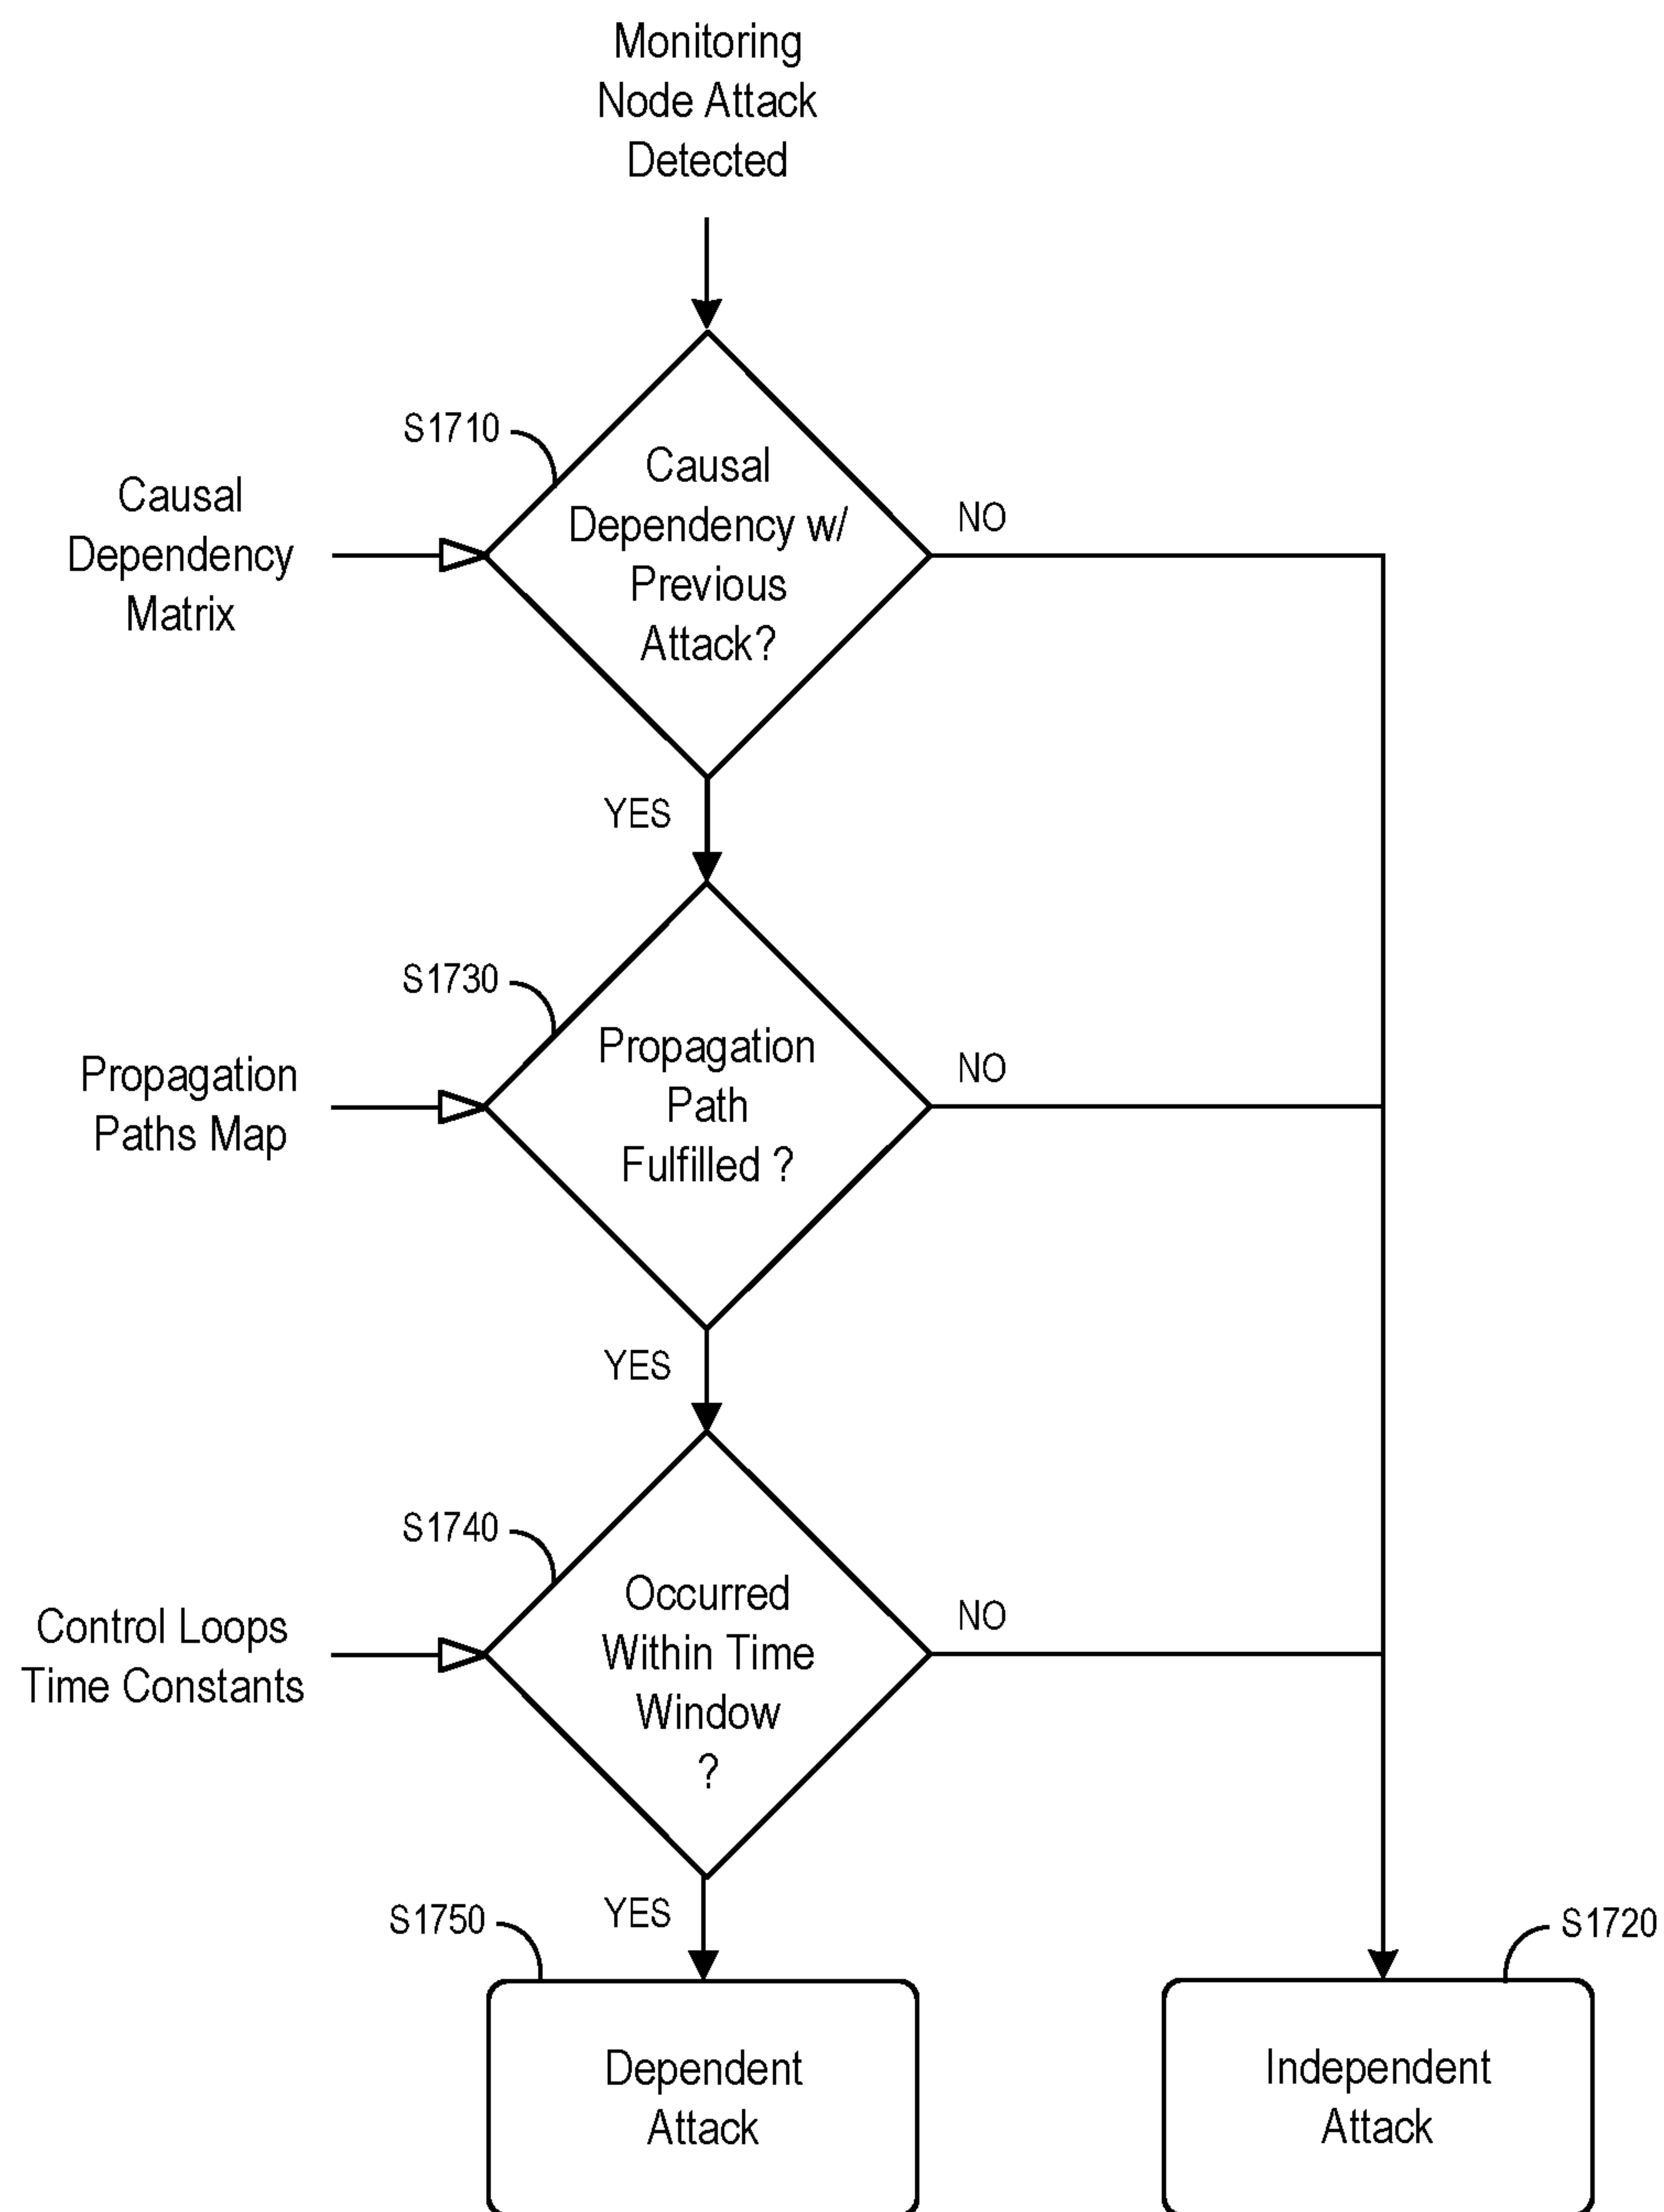 Monitoring
Node Attack
Detected
S1710
Causal
Dependency
Matrix
Causal
Dependency w/
Previous
Attack?
NO
YES
S1730
Propagation
Paths Map
Propagation
Path
Fulfilled ?
NO
YES
S1740
Control Loops
Time Constants
Occurred
Within Time
Window
?
NO
YES
S1750
S1720
Dependent
Attack
Independent
Attack